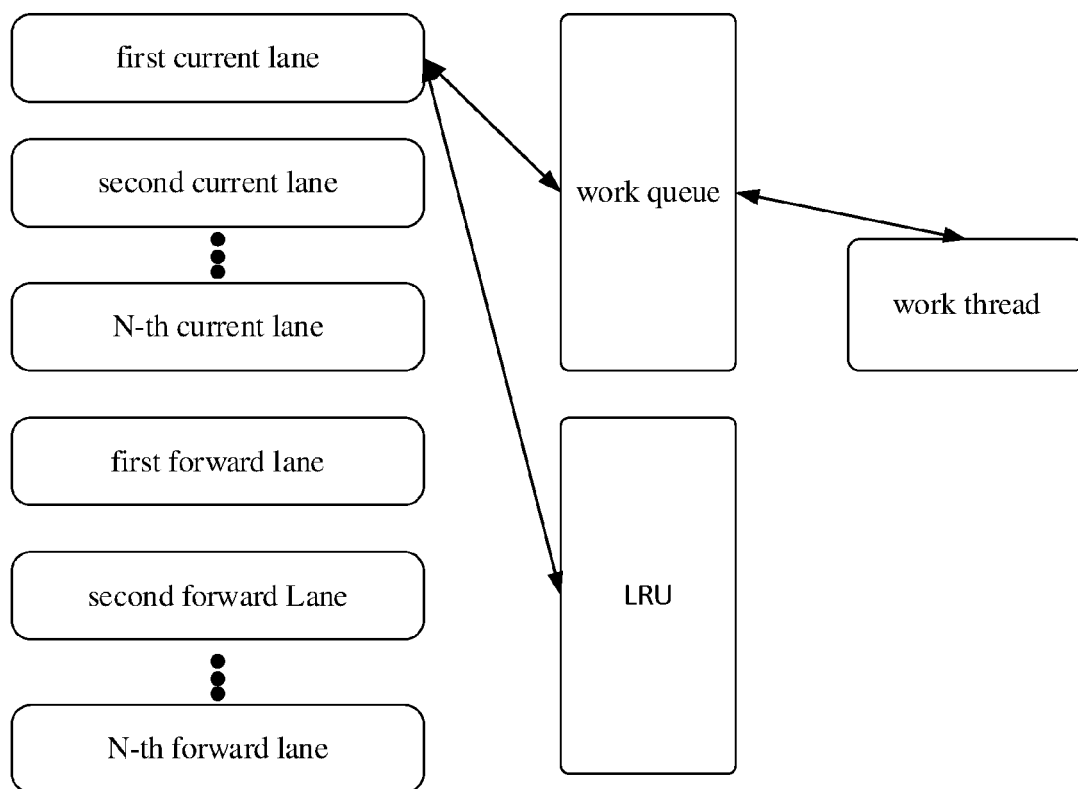 first current lane
second current lane
N-th current lane
first forward lane
second forward Lane
N-th forward lane
work queue
LRU
work thread